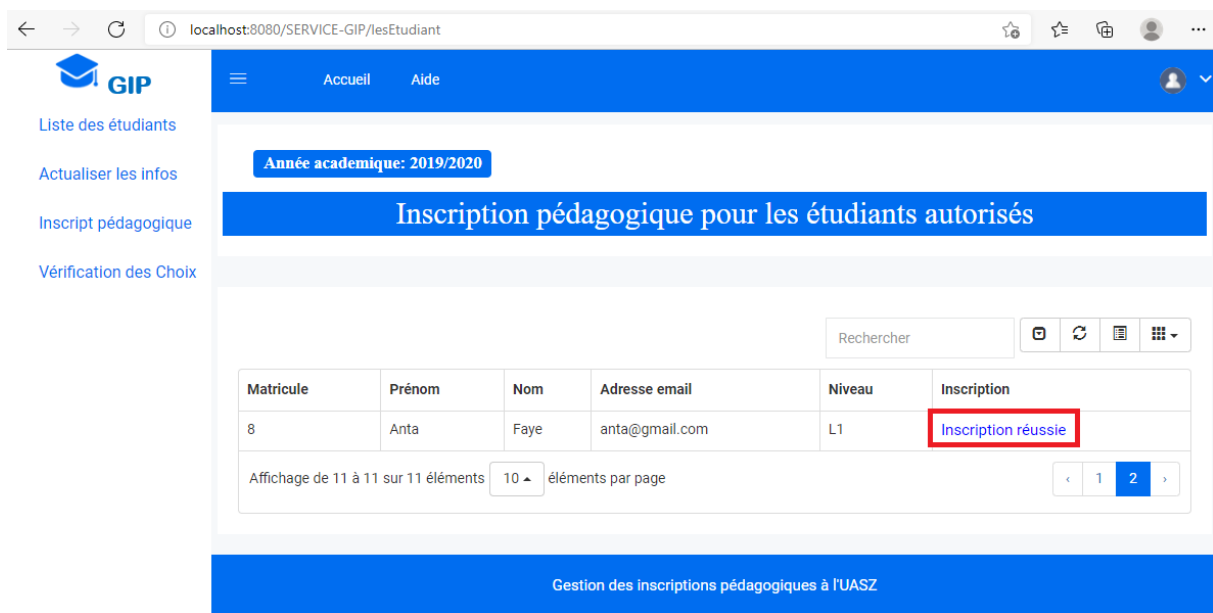 localhost:8080/SERVICE-GIP/lesEtudiant
GIP
Accueil Aide
Liste des étudiants
Actualiser les infos
Inscript pédagogique
Vérification des Choix
Année academique: 2019/2020
Inscription pédagogique pour les étudiants autorisés
Rechercher
Matricule Prénom Nom Adresse email Niveau Inscription
8 Anta Faye anta@gmail.com L1 Inscription réussie
Affichage de 11 à 11 sur 11 éléments 10 éléments par page ‹ 1 2 ›
Gestion des inscriptions pédagogiques à l'UASZ